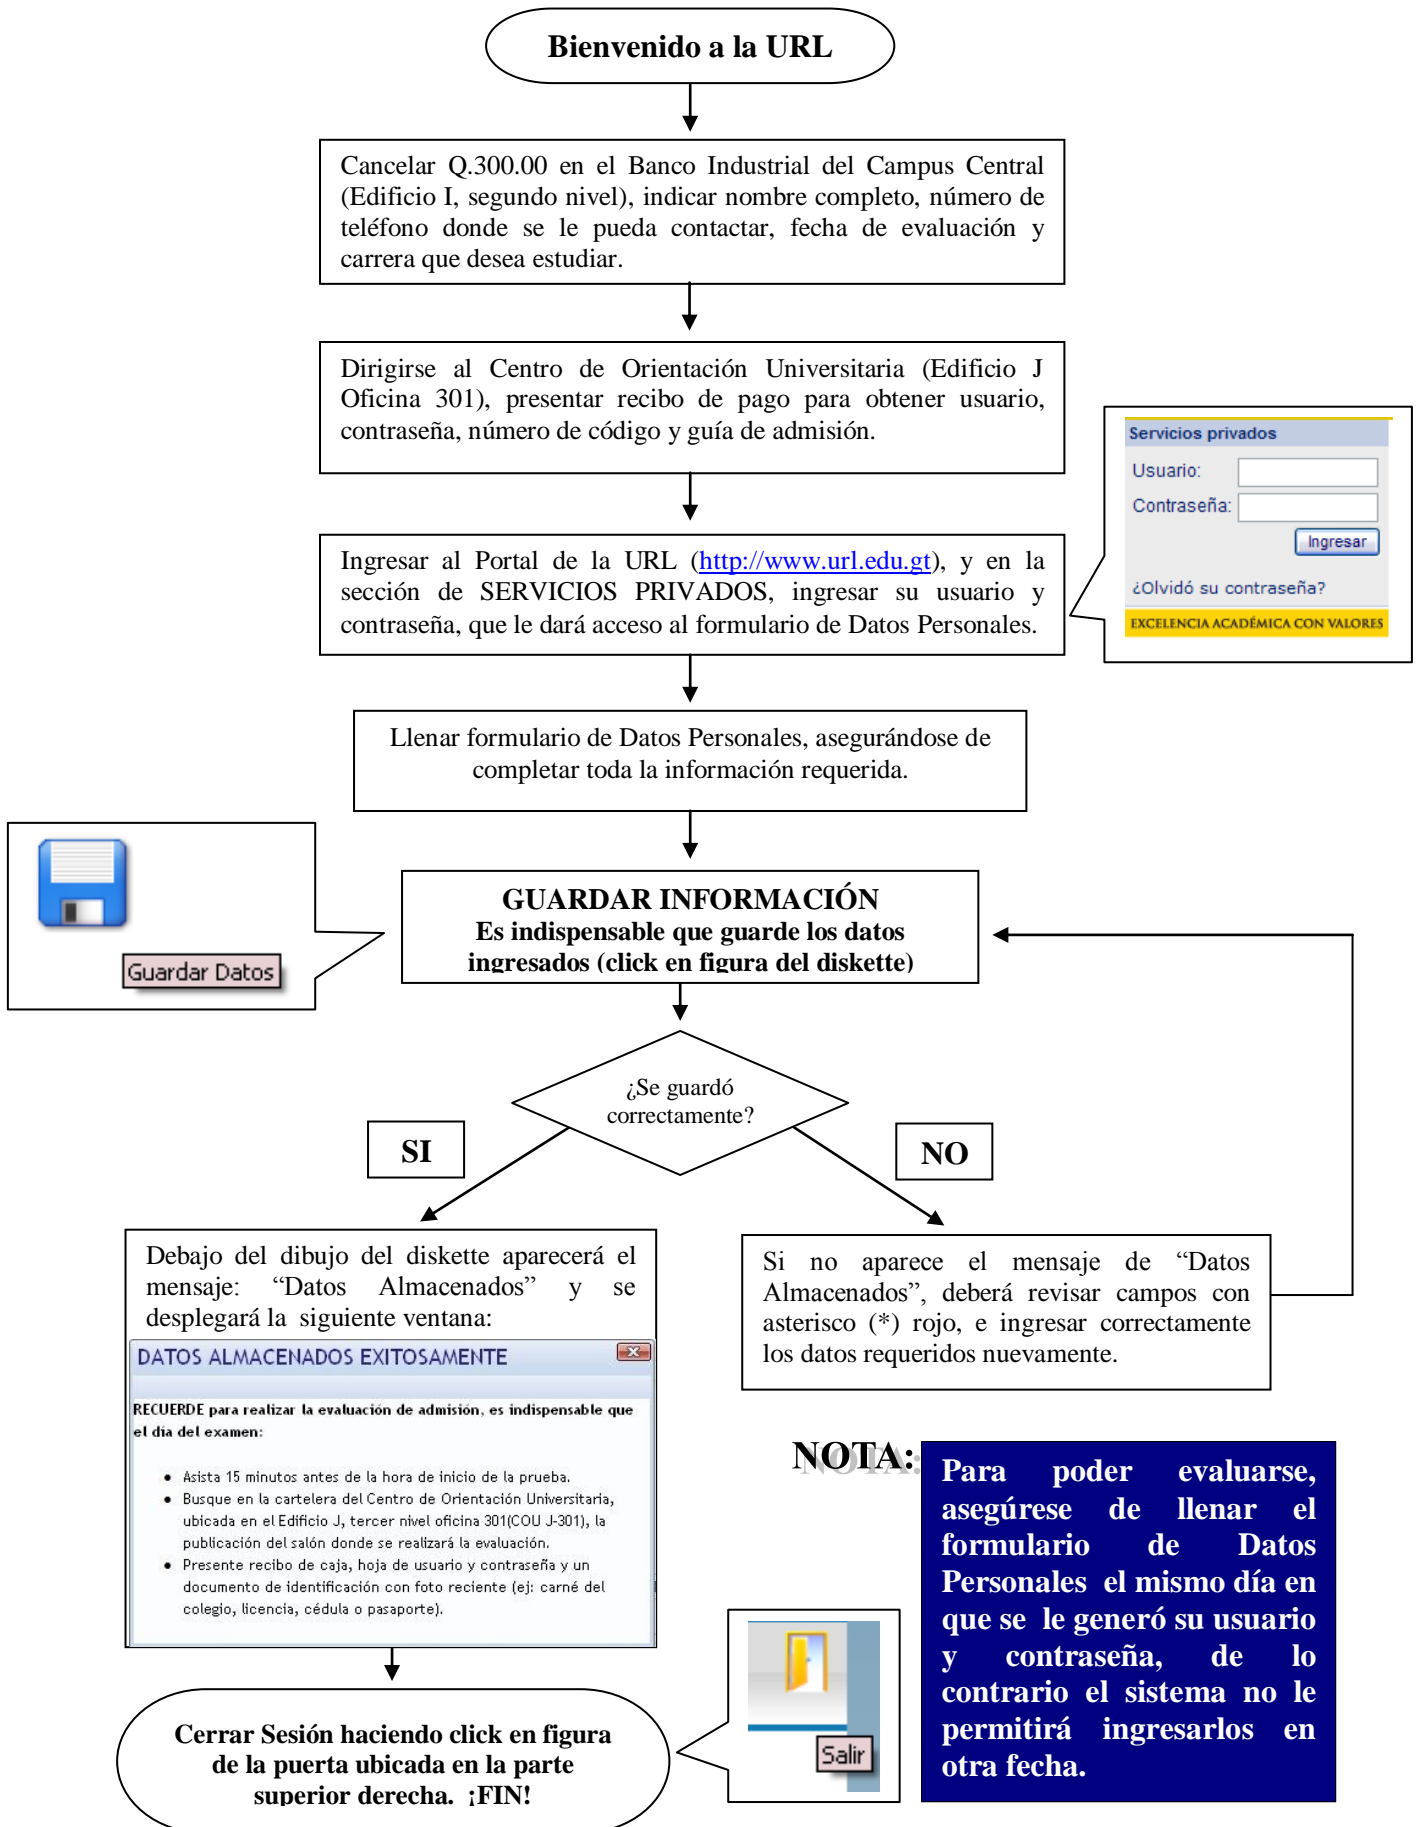 Bienvenido a la URL
Cancelar Q.300.00 en el Banco Industrial del Campus Central
(Edificio I, segundo nivel), indicar nombre completo, número de
teléfono donde se le pueda contactar, fecha de evaluación y
carrera que desea estudiar.
Dirigirse al Centro de Orientación Universitaria (Edificio J
Oficina 301), presentar recibo de pago para obtener usuario,
contraseña, número de código y guía de admisión.
Servicios privados
Usuario:
Contraseña:
Ingresar
¿Olvidó su contraseña?
EXCELENCIA ACADÉMICA CON VALORES
Ingresar al Portal de la URL (http://www.url.edu.gt), y en la
sección de SERVICIOS PRIVADOS, ingresar su usuario y
contraseña, que le dará acceso al formulario de Datos Personales.
Llenar formulario de Datos Personales, asegurándose de
completar toda la información requerida.
Guardar Datos
GUARDAR INFORMACIÓN
Es indispensable que guarde los datos
ingresados (click en figura del diskette)
¿Se guardó
correctamente?
SI
NO
Debajo del dibujo del diskette aparecerá el
mensaje: “Datos Almacenados” y se
desplegará la siguiente ventana:
DATOS ALMACENADOS EXITOSAMENTE
RECUERDE para realizar la evaluación de admisión, es indispensable que
el día del examen:
• Asista 15 minutos antes de la hora de inicio de la prueba.
• Busque en la cartelera del Centro de Orientación Universitaria,
ubicada en el Edificio J, tercer nivel oficina 301(COU J-301), la
publicación del salón donde se realizará la evaluación.
• Presente recibo de caja, hoja de usuario y contraseña y un
documento de identificación con foto reciente (ej: carné del
colegio, licencia, cédula o pasaporte).
Si no aparece el mensaje de “Datos
Almacenados”, deberá revisar campos con
asterisco (*) rojo, e ingresar correctamente
los datos requeridos nuevamente.
NOTA:
Para poder evaluarse,
asegúrese de llenar el
formulario de Datos
Personales el mismo día en
que se le generó su usuario
y contraseña, de lo
contrario el sistema no le
permitirá ingresarlos en
otra fecha.
Salir
Cerrar Sesión haciendo click en figura
de la puerta ubicada en la parte
superior derecha. ¡FIN!